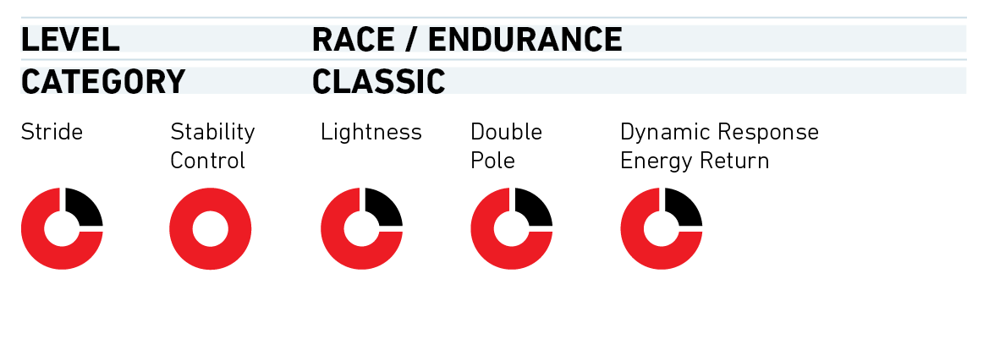 LEVEL RACE / ENDURANCE
CATEGORY CLASSIC
Stride
Stability
Control
Lightness
Double
Pole
Dynamic Response
Energy Return